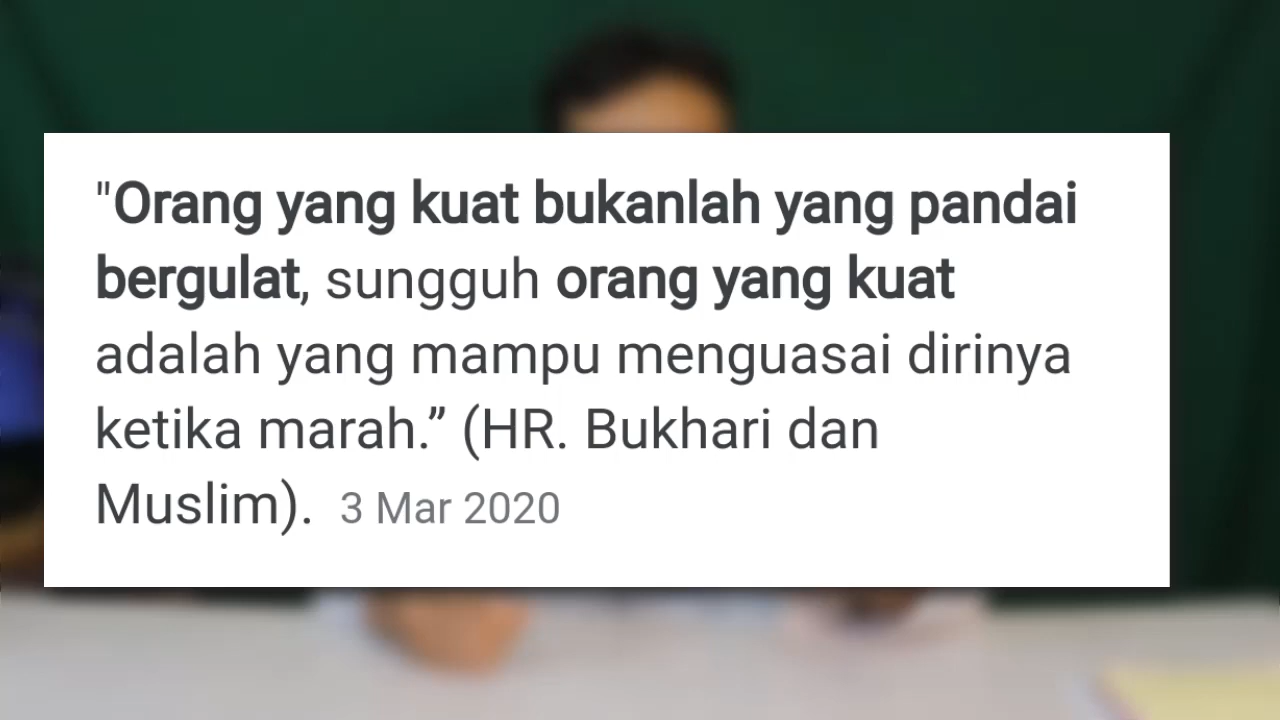 "Orang yang kuat bukanlah yang pandai
bergulat, sungguh orang yang kuat
adalah yang mampu menguasai dirinya
ketika marah.” (HR. Bukhari dan
Muslim). 3 Mar 2020